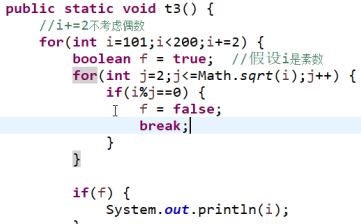 public static void t3() {
//i+=2不考虑偶数
for(int i=101;i<200;i+=2) {
boolean f = true; //假设i是素数
for(int j=2;j<=Math.sqrt(i);j++) {
if(i%j==0) {
f = false;
break;
}
}
if(f) {
System.out.println(i);
}